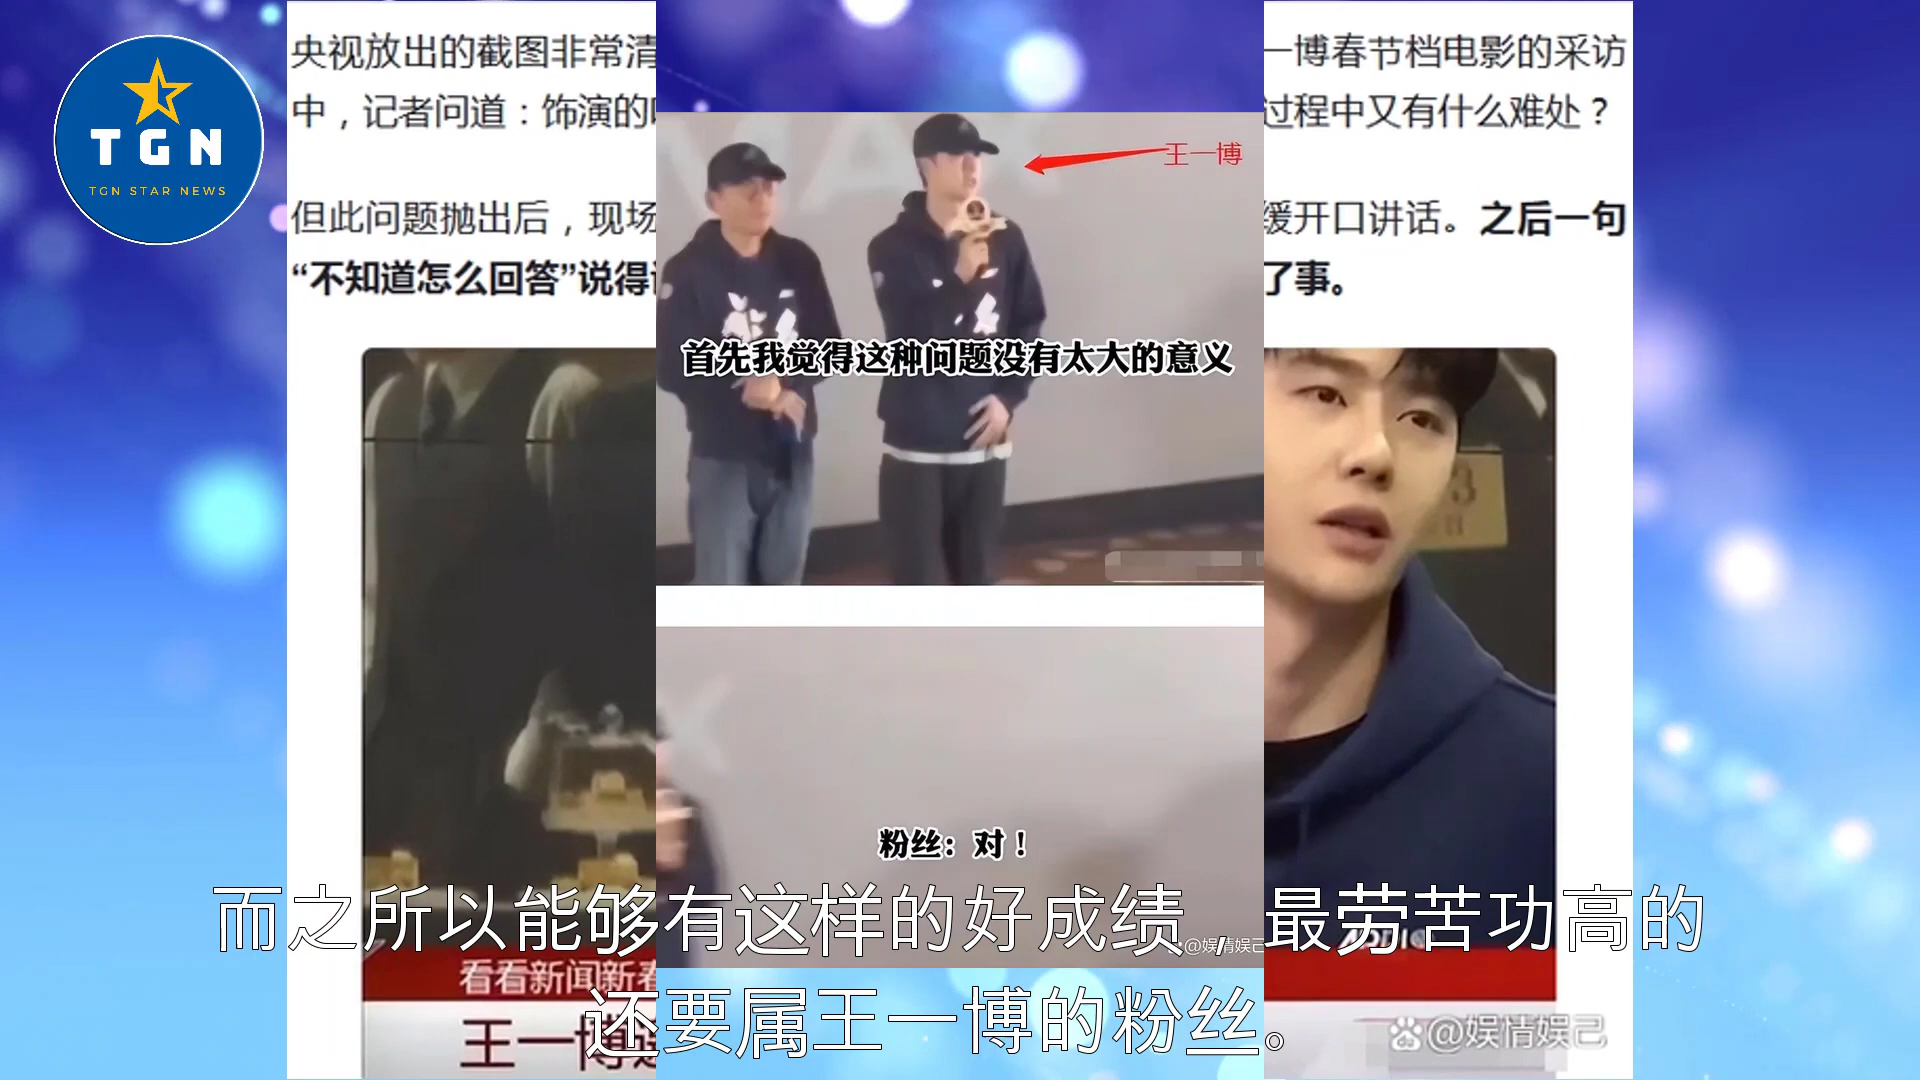 TGN
TGN STAR NEWS
央视放出的截图非常清
一博春节档电影的采访
中，记者问道：饰演的
过程中又有什么难处？
但此问题抛出后，现场
缓开口讲话。之后一句
“不知道怎么回答”说得
了事。
王一博
首先我觉得这种问题没有太大的意义
粉丝：对！
@娱情娱己
看看新闻新春
王一博
@娱情娱己
而之所以能够有这样的好成绩，最劳苦功高的
还要属王一博的粉丝。